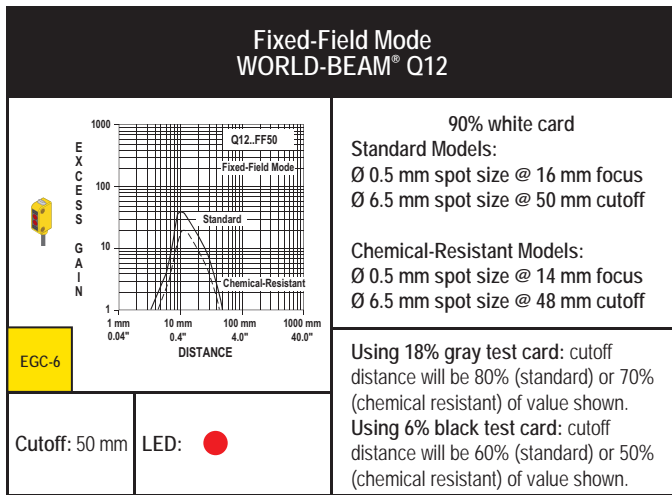 Fixed-Field Mode
WORLD-BEAM® Q12
EXCESS GAIN
1000
100
10
1
Q12..FF50
Fixed-Field Mode
Standard
Chemical-Resistant
1 mm 10 mm 100 mm 1000 mm
0.04" 0.4" 4.0" 40.0"
DISTANCE
EGC-6
90% white card
Standard Models:
Ø 0.5 mm spot size @ 16 mm focus
Ø 6.5 mm spot size @ 50 mm cutoff
Chemical-Resistant Models:
Ø 0.5 mm spot size @ 14 mm focus
Ø 6.5 mm spot size @ 48 mm cutoff
Using 18% gray test card: cutoff
distance will be 80% (standard) or 70%
(chemical resistant) of value shown.
Using 6% black test card: cutoff
distance will be 60% (standard) or 50%
(chemical resistant) of value shown.
Cutoff: 50 mm
LED: